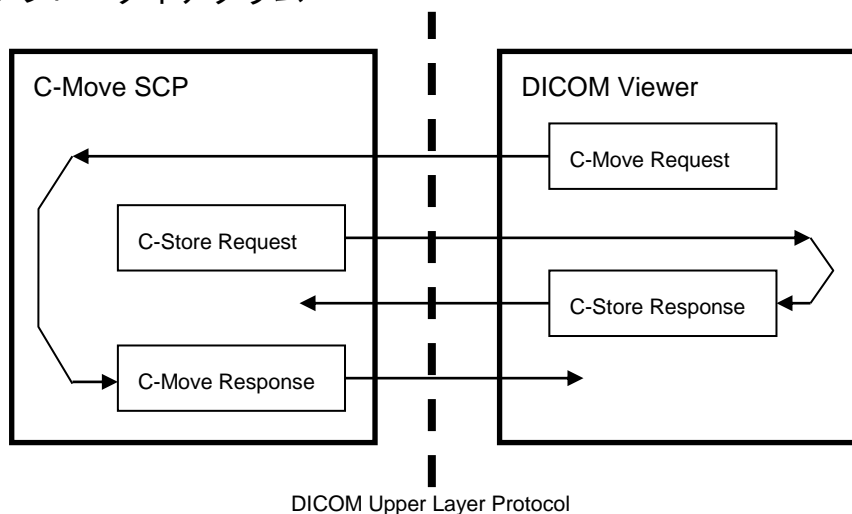 C-Move SCP
DICOM Viewer
C-Move Request
C-Store Request
C-Store Response
C-Move Response
DICOM Upper Layer Protocol